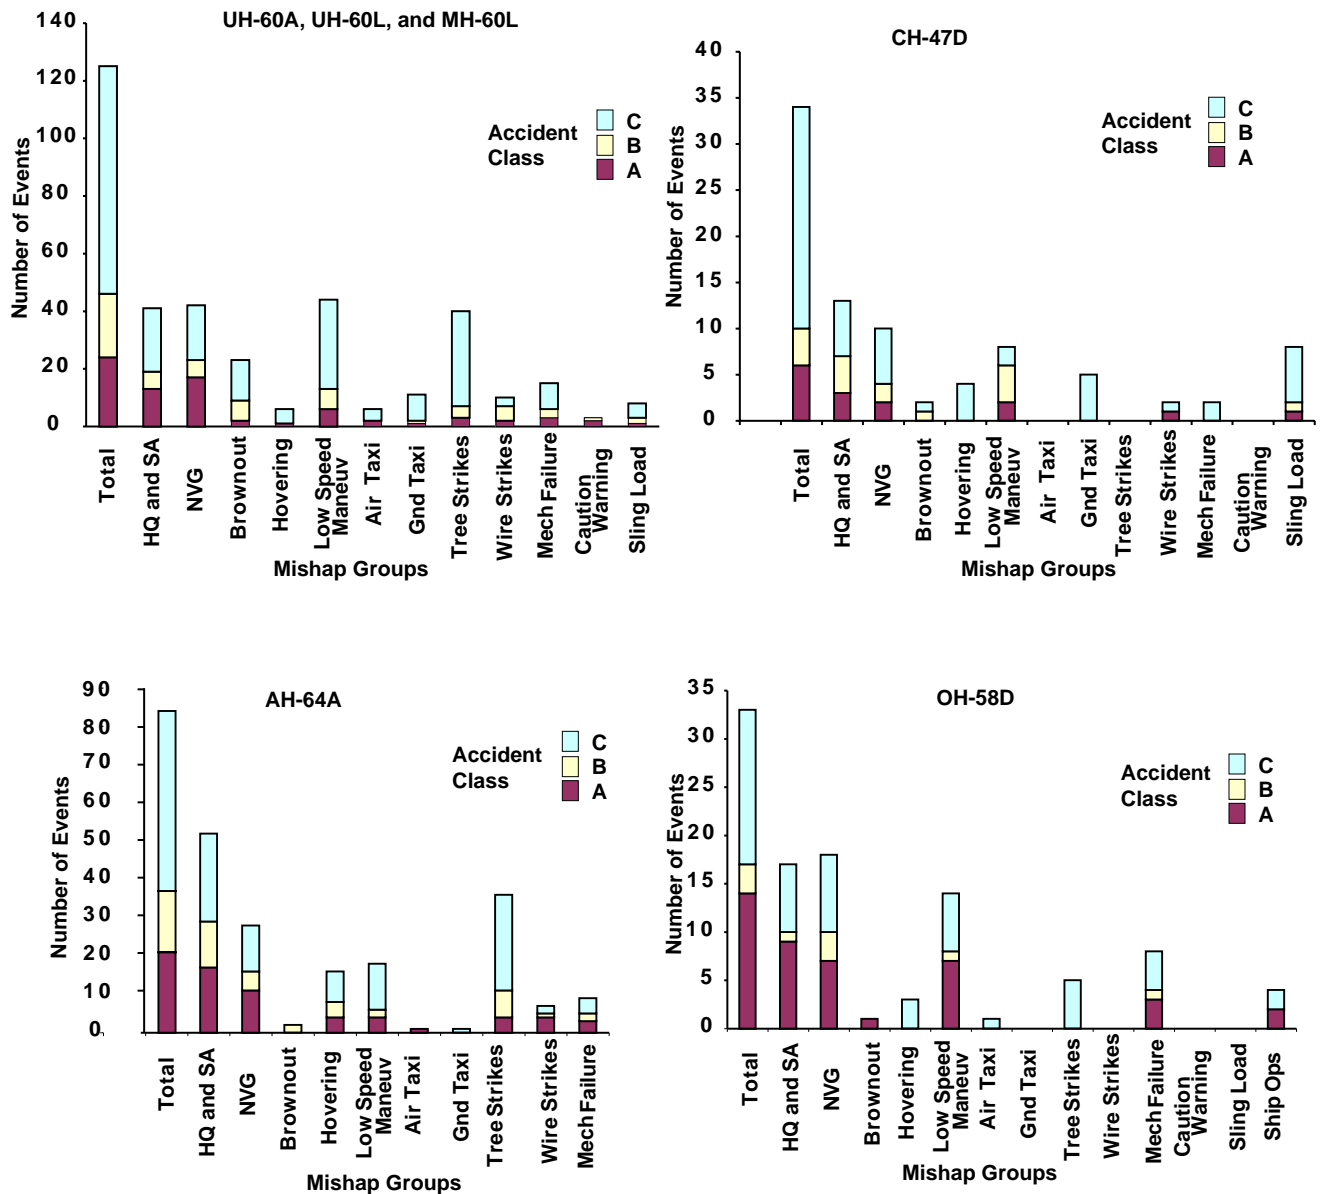 UH-60A, UH-60L, and MH-60L
140
120
100
80
60
40
20
0
Number of Events
Accident
Class
C
B
A
Total
HQ and SA
NVG
Brownout
Hovering
Low Speed
Maneuv
Air Taxi
Gnd Taxi
Tree Strikes
Wire Strikes
Mech Failure
Caution
Warning
Sling Load
Mishap Groups
CH-47D
40
35
30
25
20
15
10
5
0
Number of Events
Accident
Class
C
B
A
Total
HQ and SA
NVG
Brownout
Hovering
Low Speed
Maneuv
Air Taxi
Gnd Taxi
Tree Strikes
Wire Strikes
Mech Failure
Caution
Warning
Sling Load
Mishap Groups
AH-64A
90
80
70
60
50
40
30
20
10
0
Number of Events
Accident
Class
C
B
A
Total
HQ and SA
NVG
Brownout
Hovering
Low Speed
Maneuv
Air Taxi
Gnd Taxi
Tree Strikes
Wire Strikes
Mech Failure
Mishap Groups
OH-58D
35
30
25
20
15
10
5
0
Number of Events
Accident
Class
C
B
A
Total
HQ and SA
NVG
Brownout
Hovering
Low Speed
Maneuv
Air Taxi
Gnd Taxi
Tree Strikes
Wire Strikes
Mech Failure
Caution
Warning
Sling Load
Ship Ops
Mishap Groups